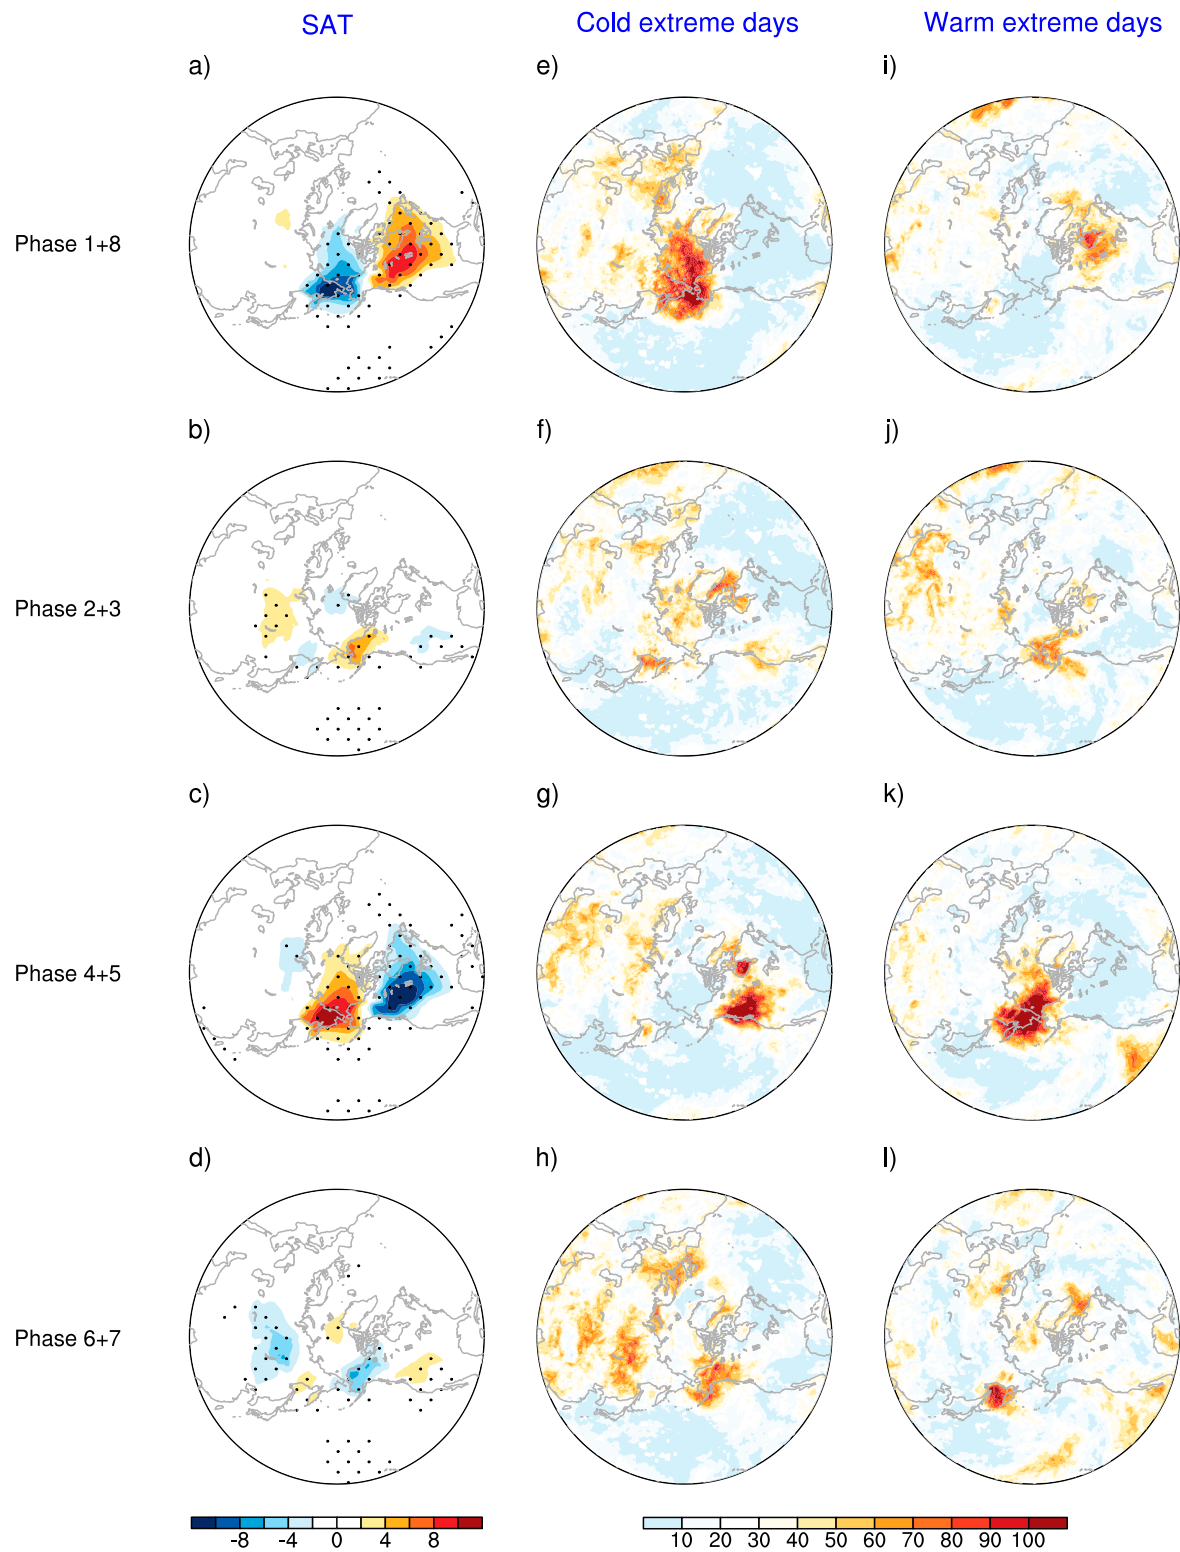 SAT Cold extreme days Warm extreme days
a) e) i)
Phase 1+8
b) f) j)
Phase 2+3
c) g) k)
Phase 4+5
d) h) l)
Phase 6+7
-8 -4 0 4 8 10 20 30 40 50 60 70 80 90 100